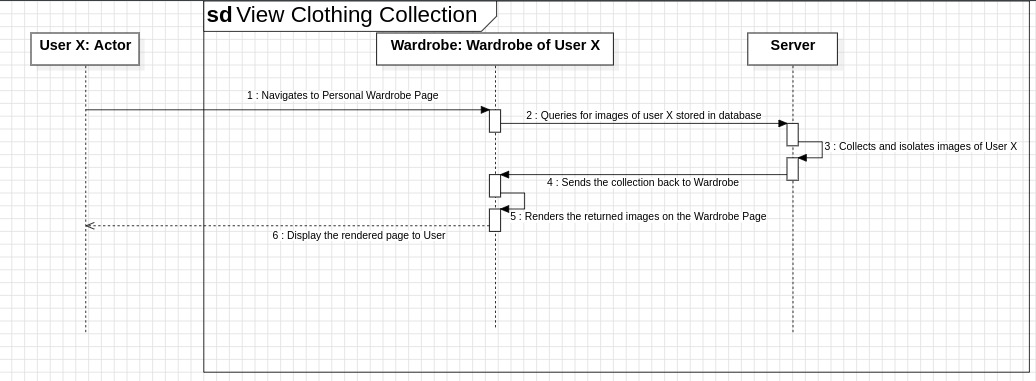 sd View Clothing Collection
User X: Actor
Wardrobe: Wardrobe of User X
Server
1 : Navigates to Personal Wardrobe Page
2 : Queries for images of user X stored in database
3 : Collects and isolates images of User X
4 : Sends the collection back to Wardrobe
5 : Renders the returned images on the Wardrobe Page
6 : Display the rendered page to User